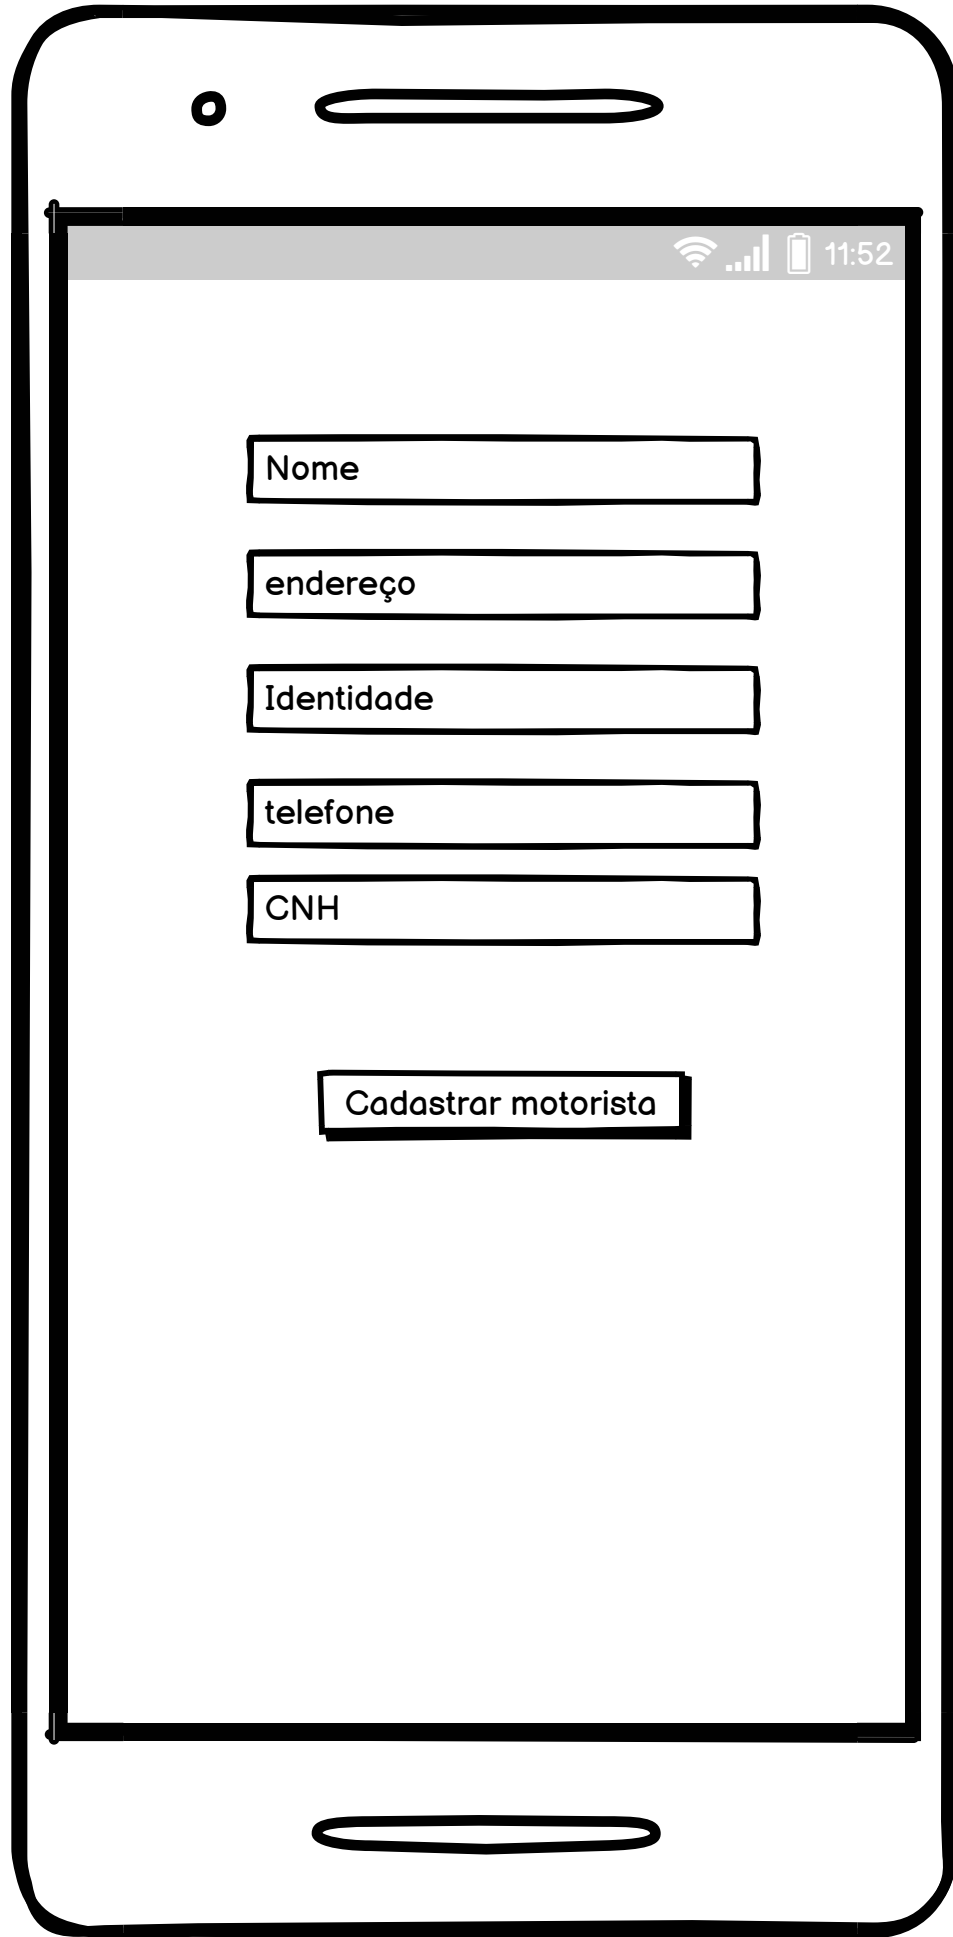 11:52
Nome
endereço
Identidade
telefone
CNH
Cadastrar motorista